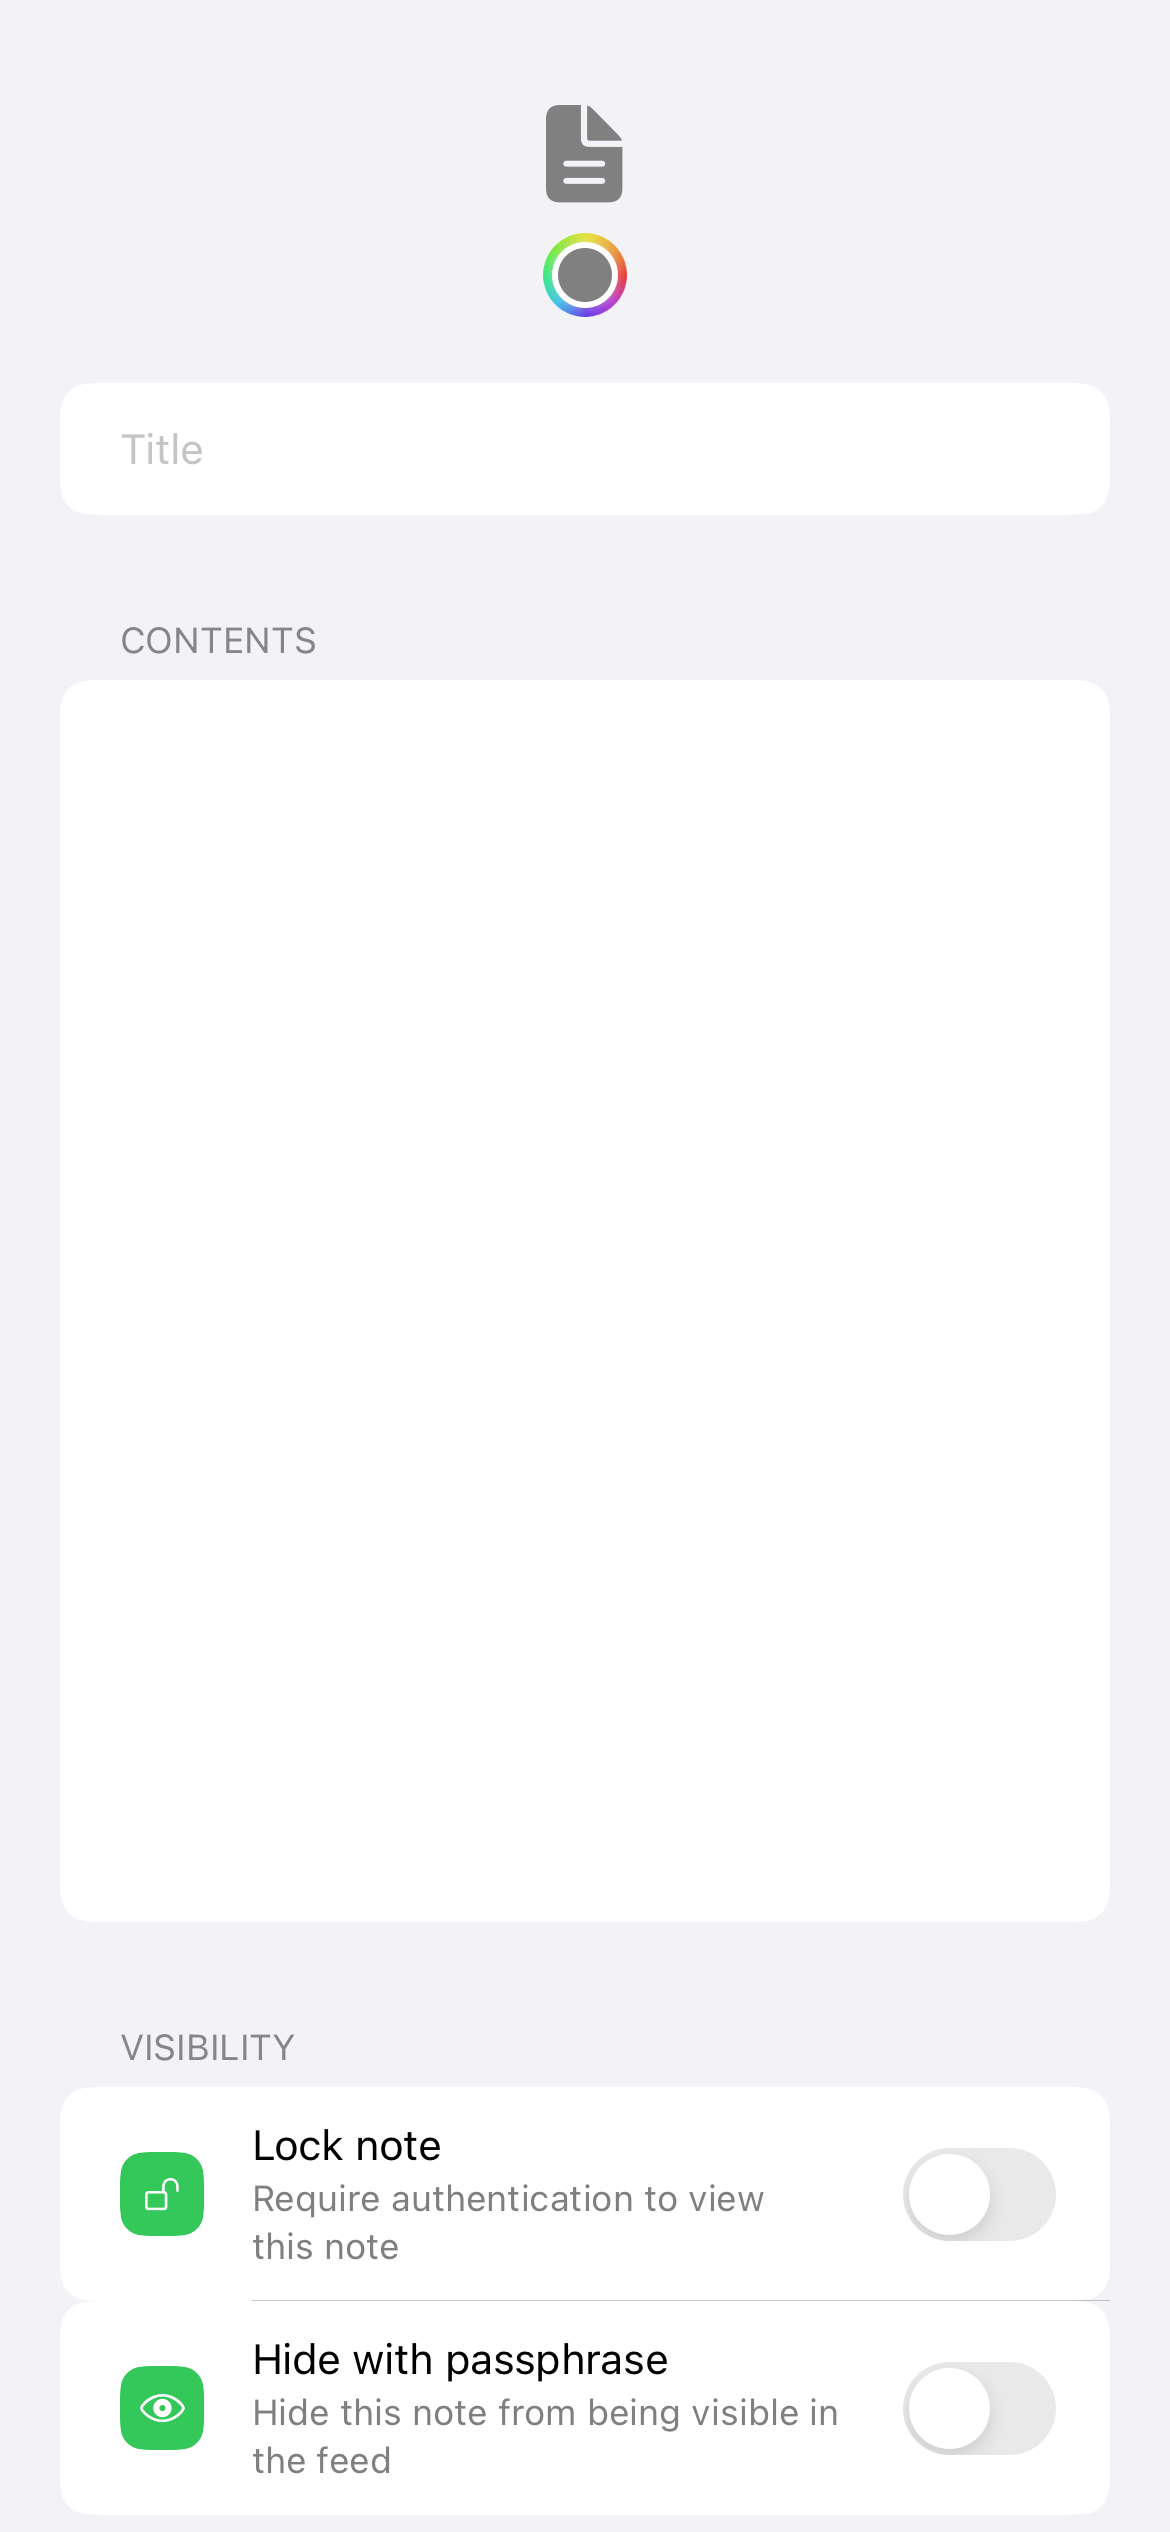 Title
CONTENTS
VISIBILITY
Lock note
Require authentication to view
this note
Hide with passphrase
Hide this note from being visible in
the feed